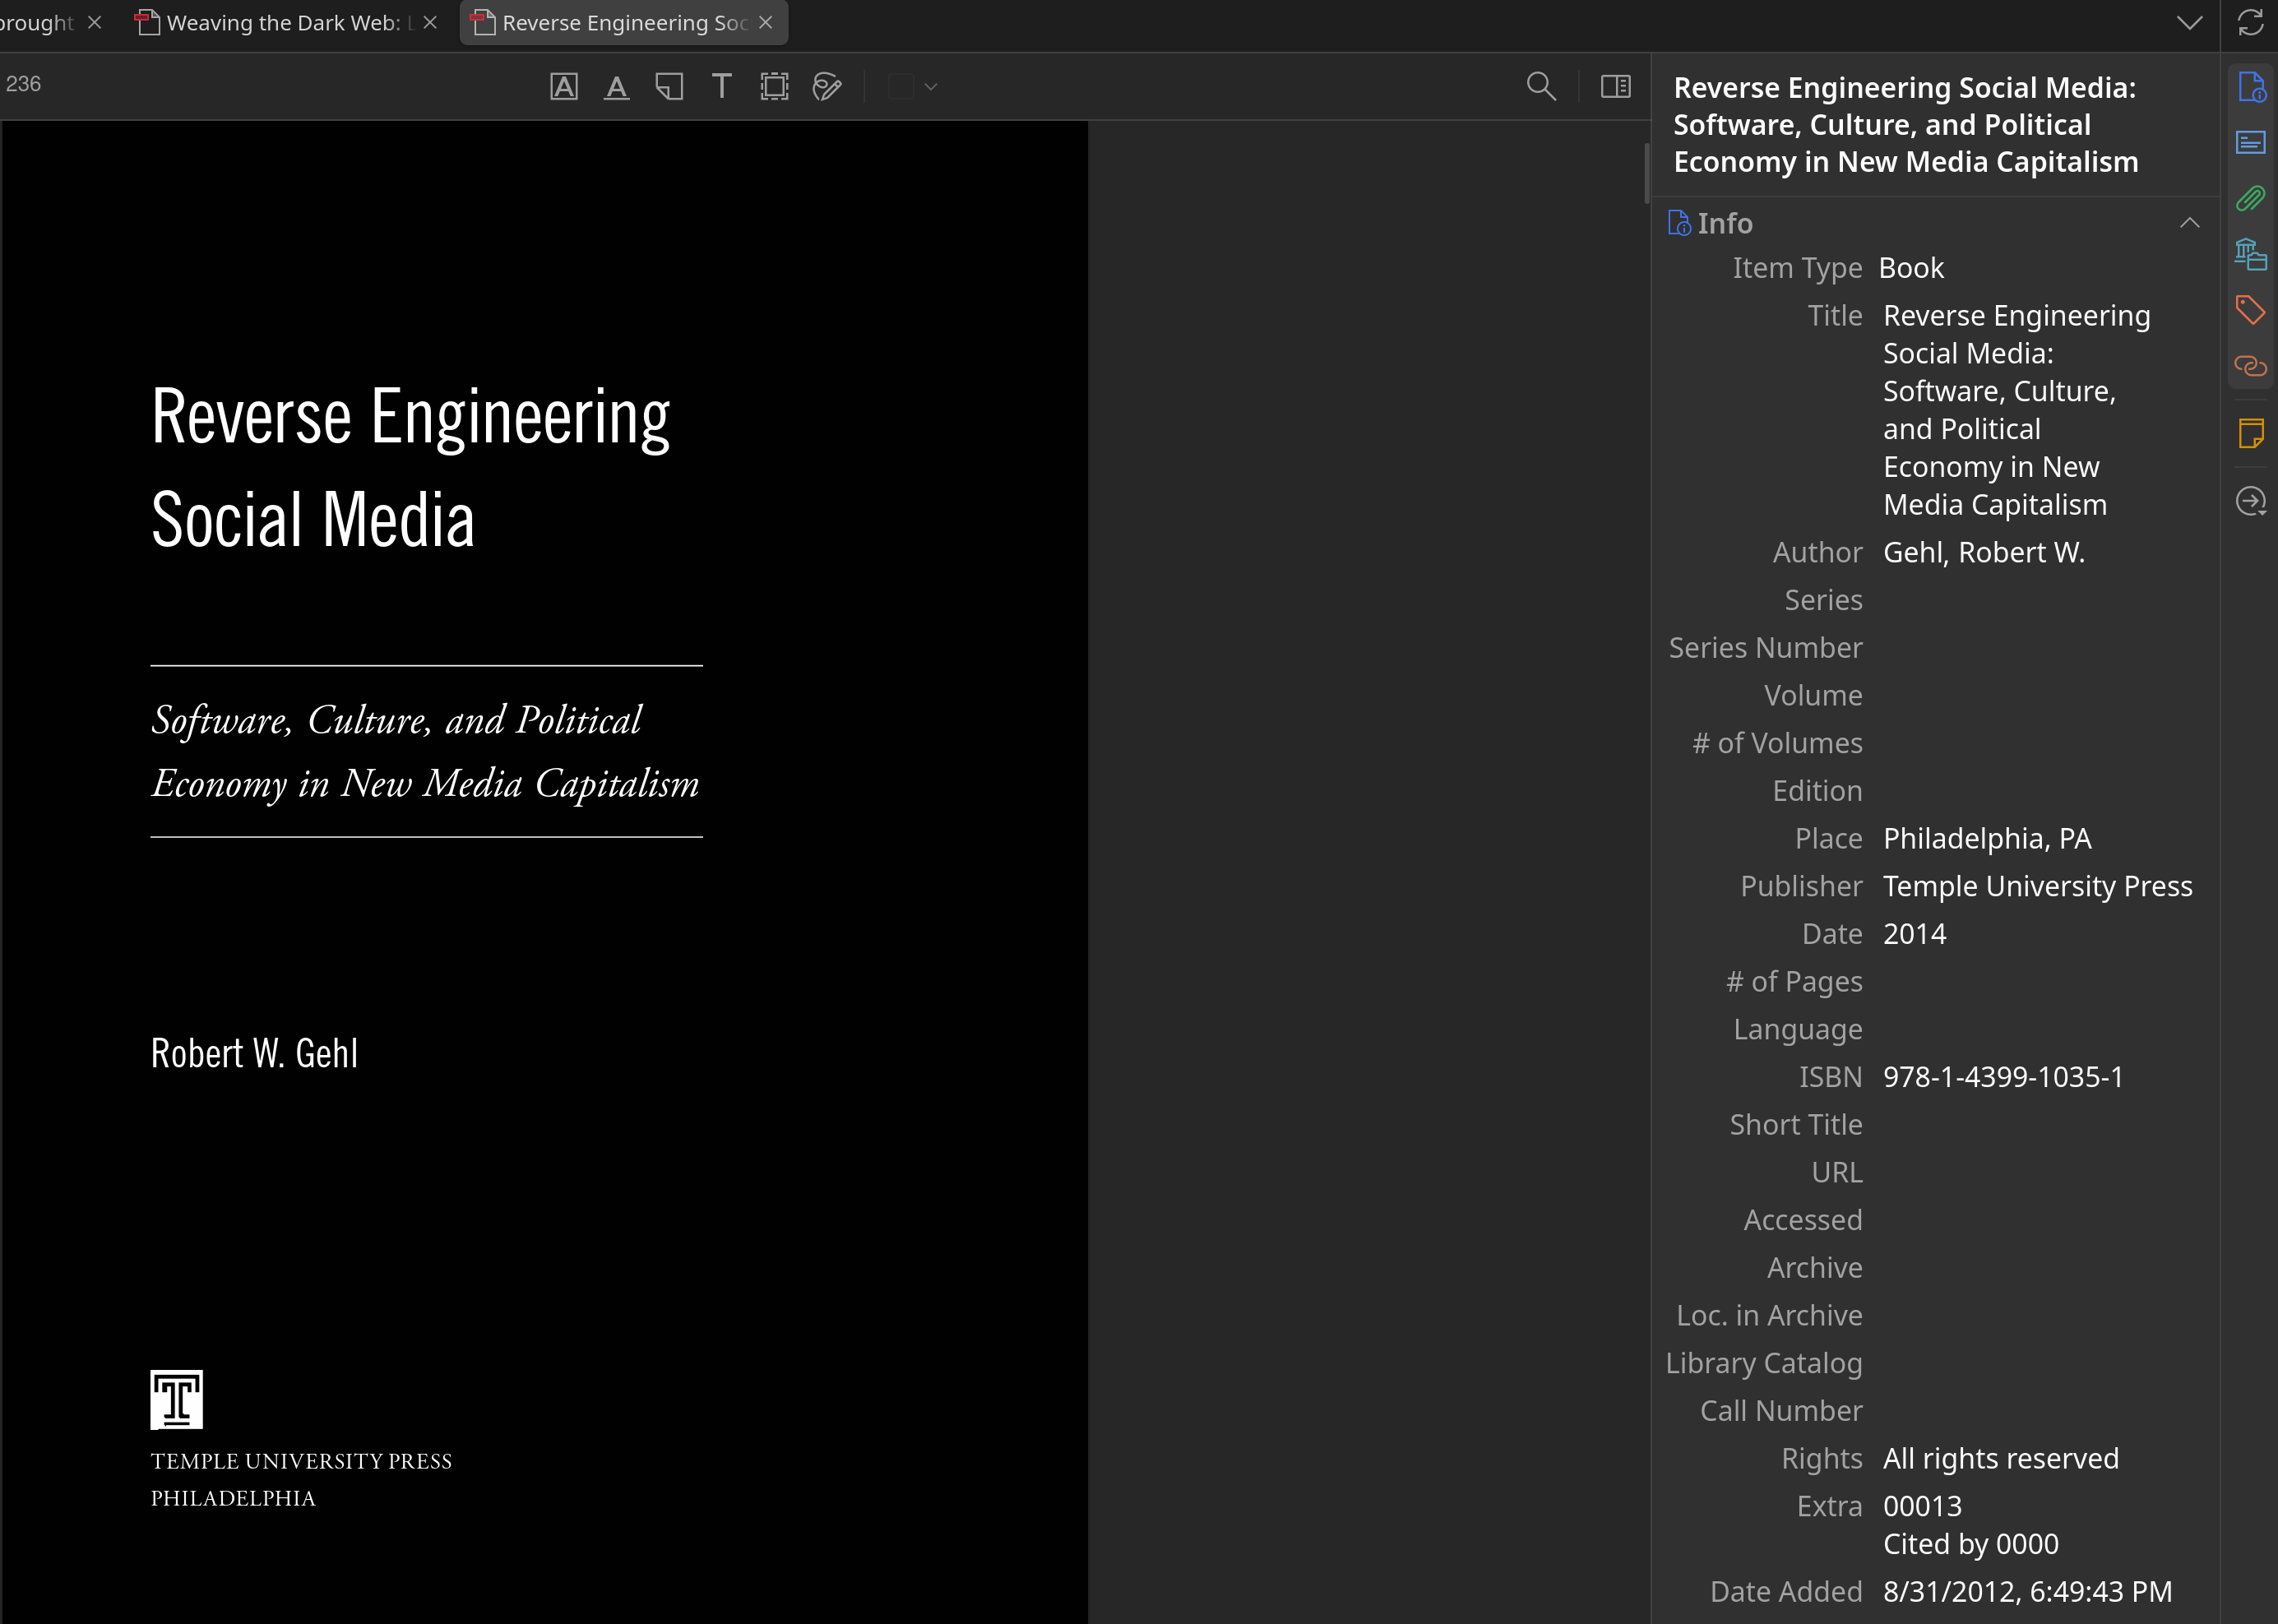 brought
Weaving the Dark Web: L
Reverse Engineering Soc
236
Reverse Engineering
Social Media
Software, Culture, and Political
Economy in New Media Capitalism
Robert W. Gehl
T
TEMPLE UNIVERSITY PRESS
PHILADELPHIA
Reverse Engineering Social Media:
Software, Culture, and Political
Economy in New Media Capitalism
Info
Item Type Book
Title Reverse Engineering
Social Media:
Software, Culture,
and Political
Economy in New
Media Capitalism
Author Gehl, Robert W.
Series
Series Number
Volume
# of Volumes
Edition
Place Philadelphia, PA
Publisher Temple University Press
Date 2014
# of Pages
Language
ISBN 978-1-4399-1035-1
Short Title
URL
Accessed
Archive
Loc. in Archive
Library Catalog
Call Number
Rights All rights reserved
Extra 00013
Cited by 0000
Date Added 8/31/2012, 6:49:43 PM